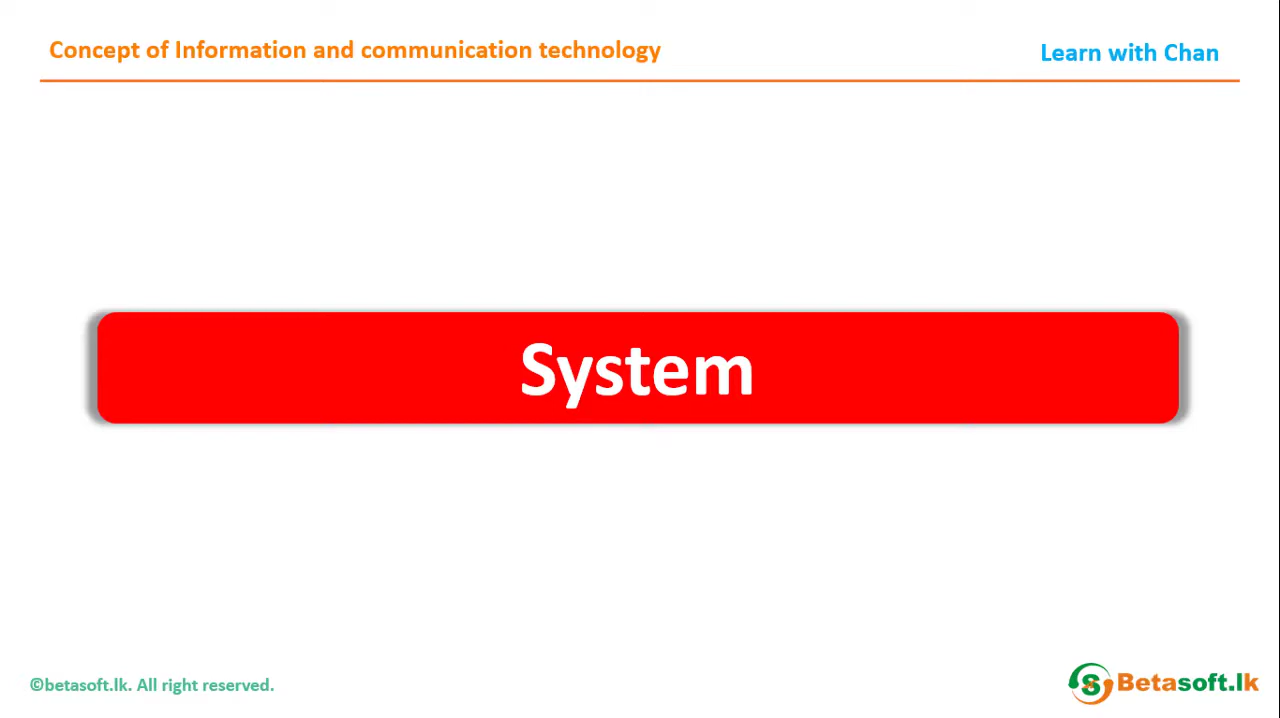 Concept of Information and communication technology
Learn with Chan
System
©betasoft.lk. All right reserved.
Betasoft.lk